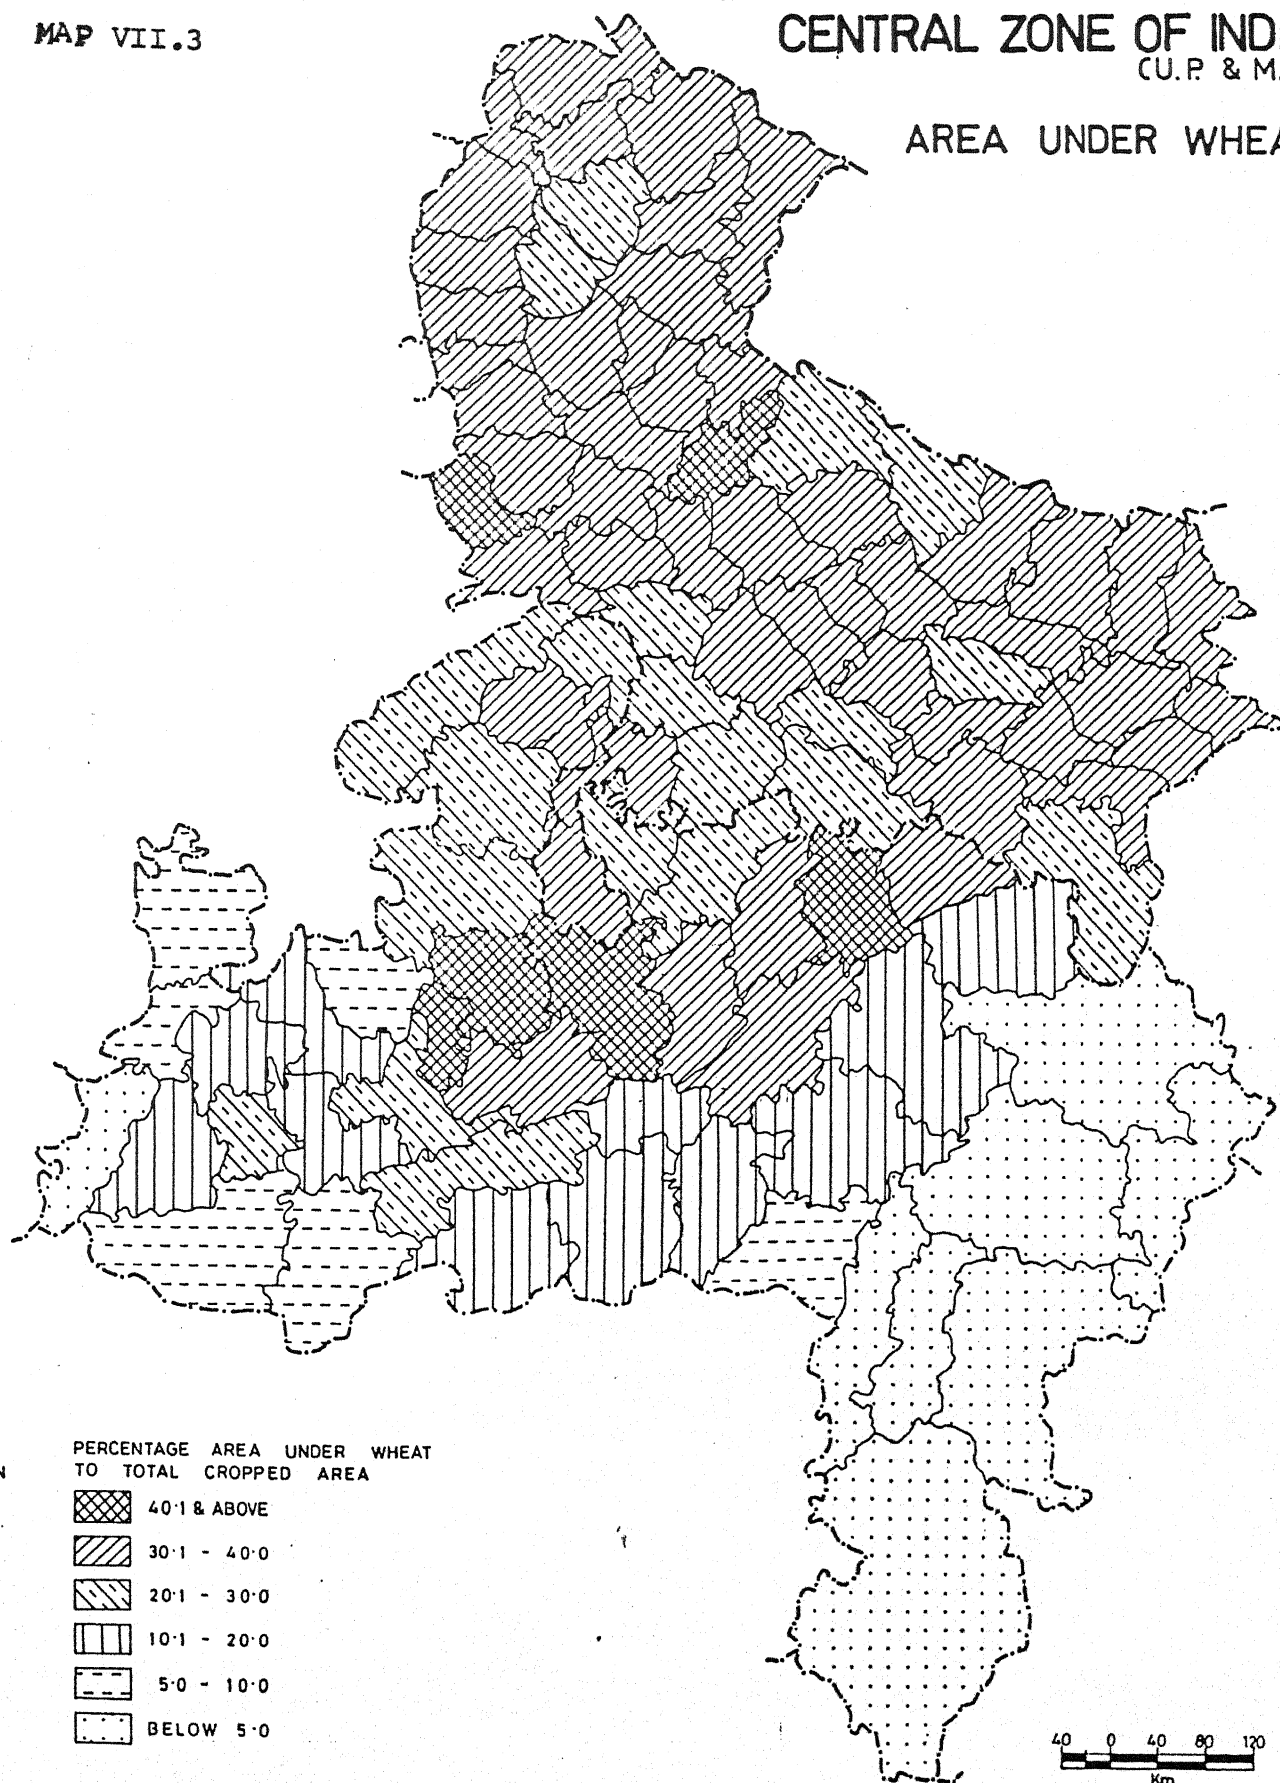 MAP VII.3
CENTRAL ZONE OF IND
(U.P. & M.
AREA UNDER WHEA
N
PERCENTAGE AREA UNDER WHEAT
TO TOTAL CROPPED AREA
40·1 & ABOVE
30·1 - 40·0
20·1 - 30·0
10·1 - 20·0
5·0 - 10·0
BELOW 5·0
40 0 40 80 120
Km